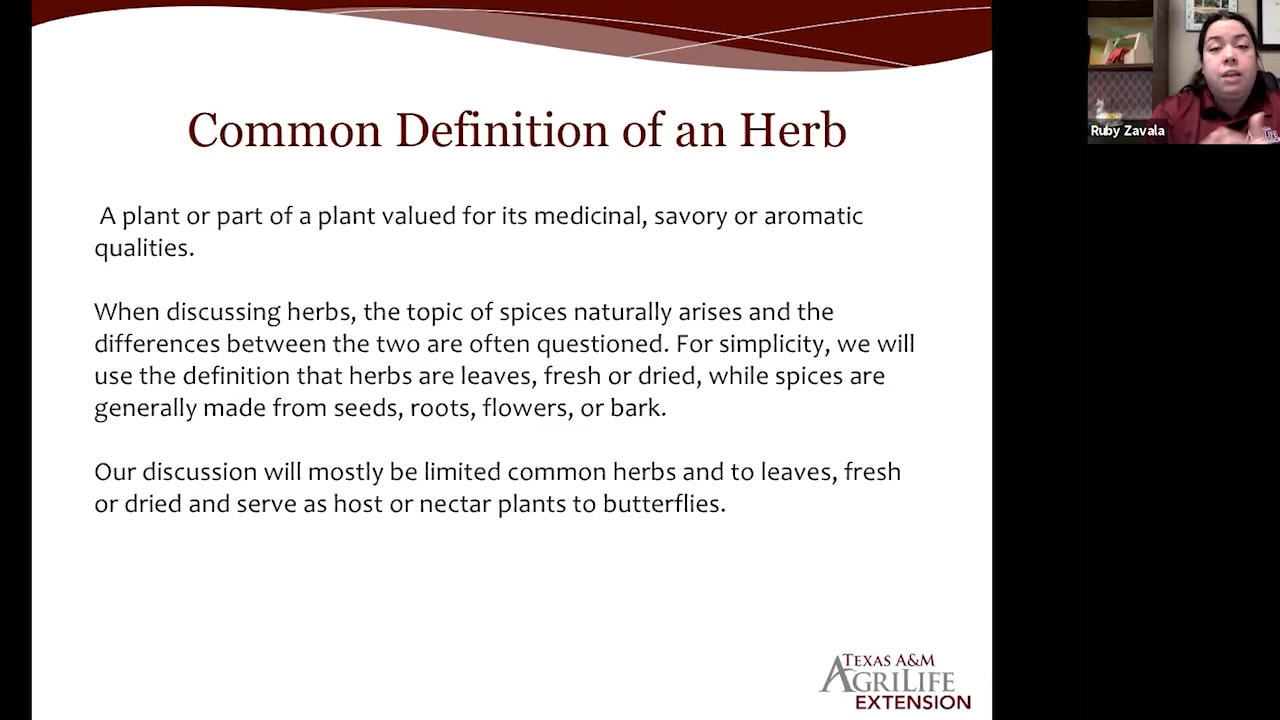 Common Definition of an Herb
A plant or part of a plant valued for its medicinal, savory or aromatic
qualities.
When discussing herbs, the topic of spices naturally arises and the
differences between the two are often questioned. For simplicity, we will
use the definition that herbs are leaves, fresh or dried, while spices are
generally made from seeds, roots, flowers, or bark.
Our discussion will mostly be limited common herbs and to leaves, fresh
or dried and serve as host or nectar plants to butterflies.
TEXAS A&M
AGRILIFE
EXTENSION
Ruby Zavala